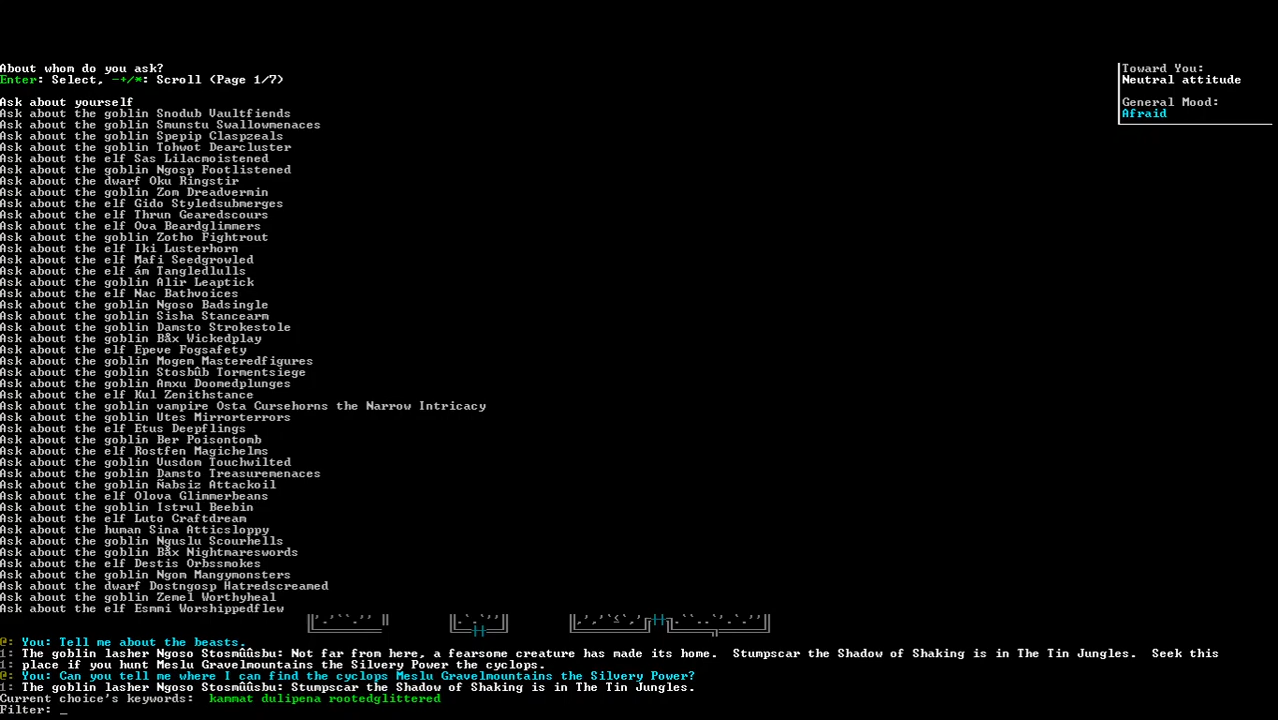 About whom do you ask?
Enter: Select, -+/*: Scroll (Page 1/7)
Toward You:
Neutral attitude
General Mood:
Afraid
Ask about yourself
Ask about the goblin Snodub Vaultfiends
Ask about the goblin Smunstu Swallowmenaces
Ask about the goblin Spepip Claspzeals
Ask about the goblin Tohwot Dearcluster
Ask about the elf Sas Lilacmoistened
Ask about the goblin Ngosp Footlistened
Ask about the dwarf Oku Ringstir
Ask about the goblin Zom Dreadvermin
Ask about the elf Gido Styledsubmerges
Ask about the elf Thrun Gearedscours
Ask about the elf Ova Beardglimmers
Ask about the goblin Zotho Fightrout
Ask about the elf Iki Lusterhorn
Ask about the elf Mafi Seedgrowled
Ask about the elf ám Tangledlulls
Ask about the goblin Alir Leaptick
Ask about the elf Nac Bathvoices
Ask about the goblin Ngoso Badsingle
Ask about the goblin Sisha Stancearm
Ask about the goblin Damsto Strokestole
Ask about the goblin Båx Wickedplay
Ask about the elf Epeve Fogsafety
Ask about the goblin Mogem Masteredfigures
Ask about the goblin Stosbûb Tormentsiege
Ask about the goblin Amxu Doomedplunges
Ask about the elf Kul Zenithstance
Ask about the goblin vampire Osta Cursehorns the Narrow Intricacy
Ask about the goblin Utes Mirrorterrors
Ask about the elf Etus Deepflings
Ask about the goblin Ber Poisontomb
Ask about the elf Rostfen Magichelms
Ask about the goblin Vusdom Touchwilted
Ask about the goblin Damsto Treasuremenaces
Ask about the goblin Ñabsiz Attackoil
Ask about the elf Olova Glimmerbeans
Ask about the goblin Istrul Beebin
Ask about the elf Luto Craftdream
Ask about the human Sina Atticsloppy
Ask about the goblin Nguslu Scourhells
Ask about the goblin Båx Nightmareswords
Ask about the elf Destis Orbssmokes
Ask about the goblin Ngom Mangymonsters
Ask about the dwarf Dostngosp Hatredscreamed
Ask about the goblin Zemel Worthyheal
Ask about the elf Esmmi Worshippedflew
@: You: Tell me about the beasts.
1: The goblin lasher Ngoso Stosmûûsbu: Not far from here, a fearsome creature has made its home. Stumpscar the Shadow of Shaking is in The Tin Jungles. Seek this
1: place if you hunt Meslu Gravelmountains the Silvery Power the cyclops.
@: You: Can you tell me where I can find the cyclops Meslu Gravelmountains the Silvery Power?
1: The goblin lasher Ngoso Stosmûûsbu: Stumpscar the Shadow of Shaking is in The Tin Jungles.
Current choice's keywords: kammat dulipena rootedglittered
Filter: _